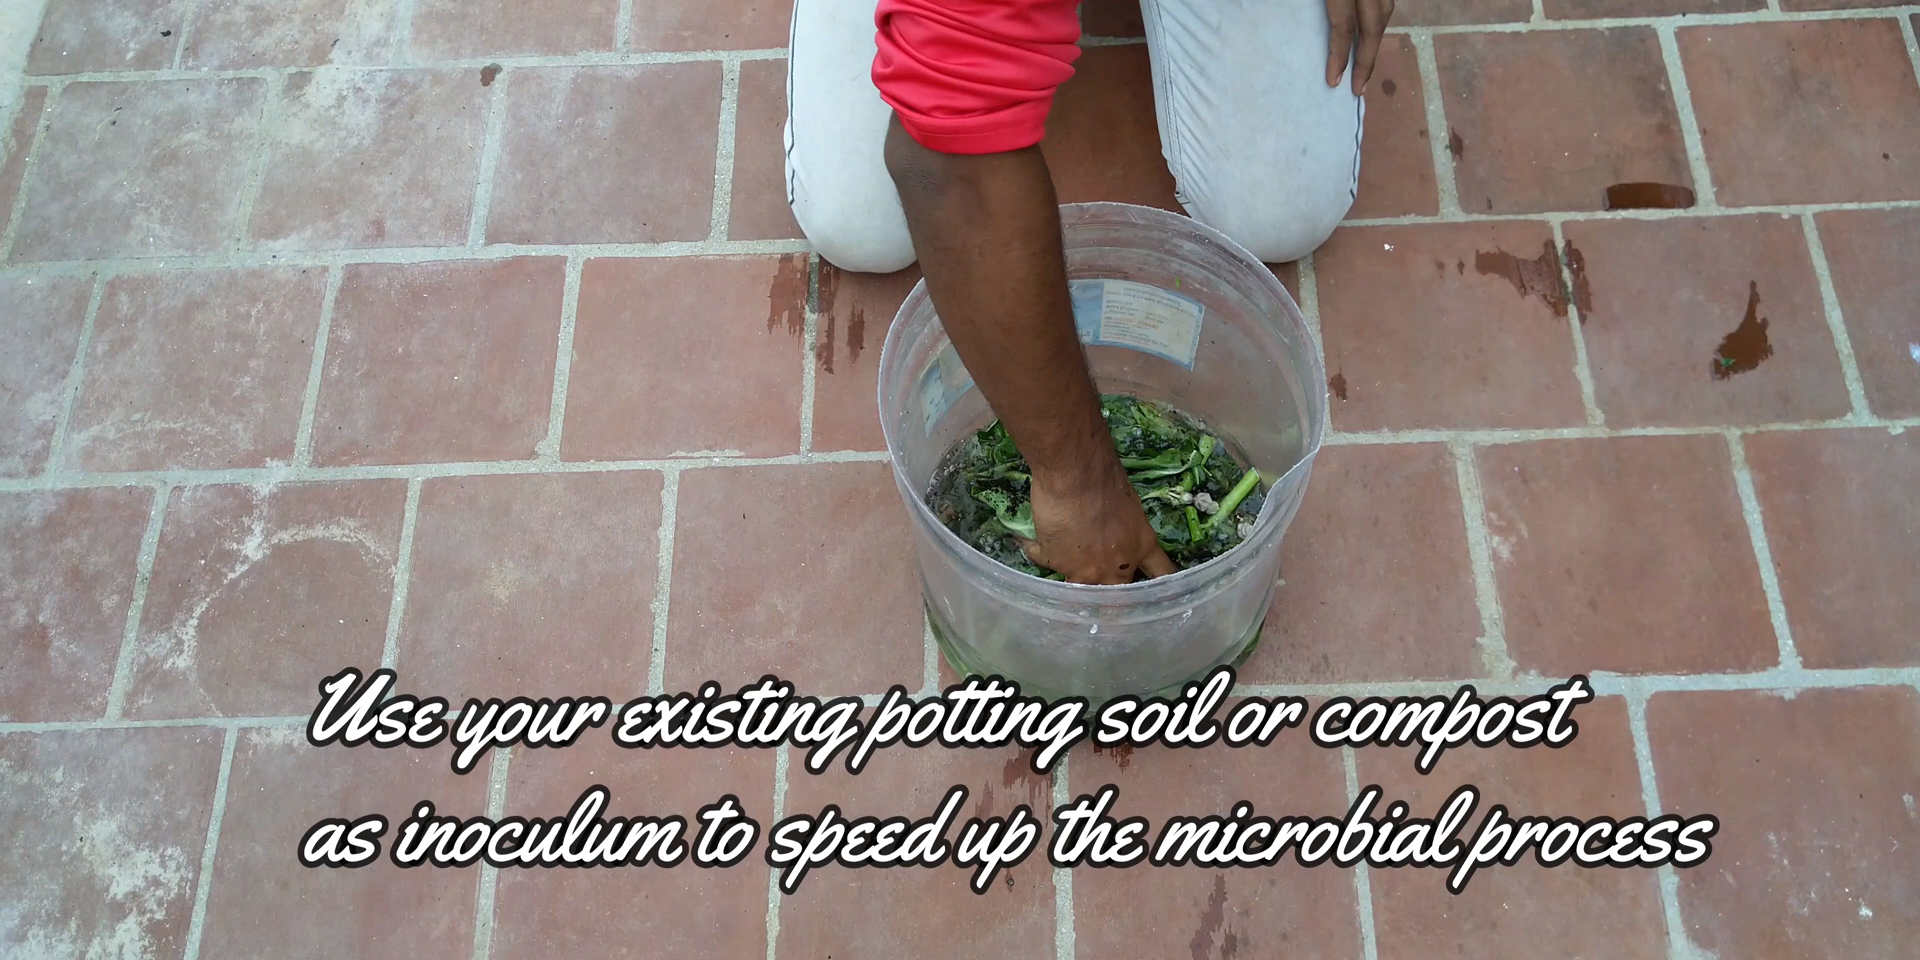 Use your existing potting soil or compost
as inoculum to speed up the microbial process